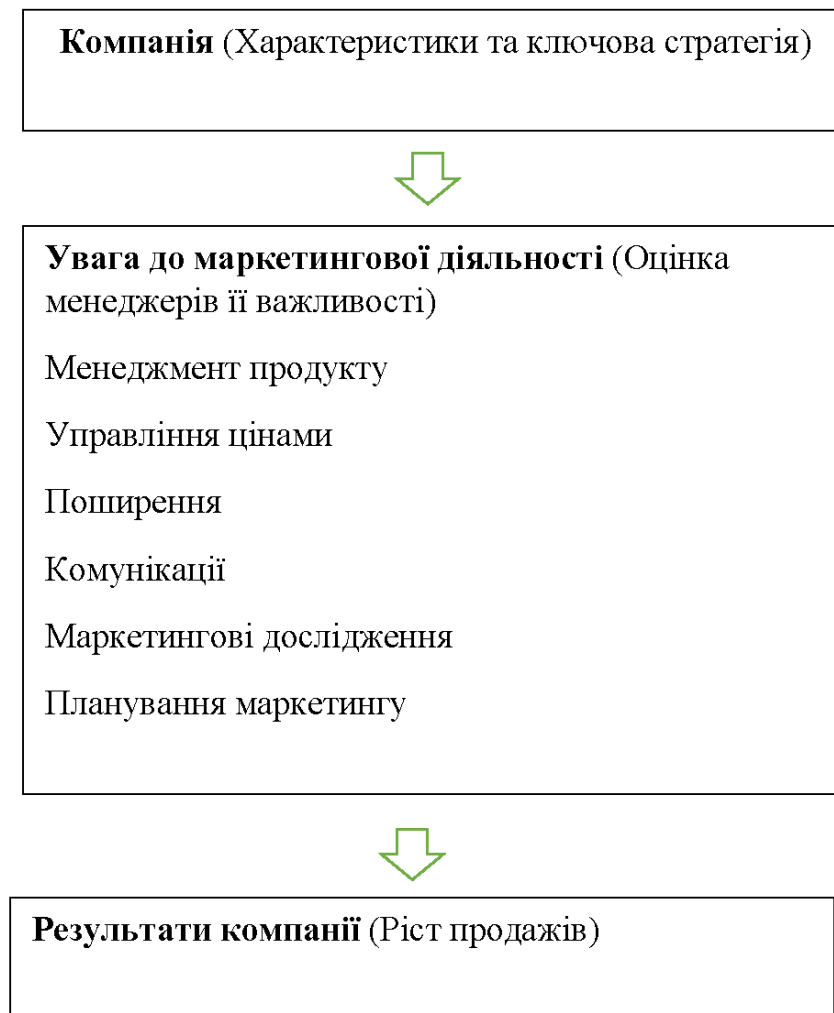 Компанія (Характеристики та ключова стратегія)
Увага до маркетингової діяльності (Оцінка
менеджерів її важливості)
Менеджмент продукту
Управління цінами
Поширення
Комунікації
Маркетингові дослідження
Планування маркетингу
Результати компанії (Ріст продажів)